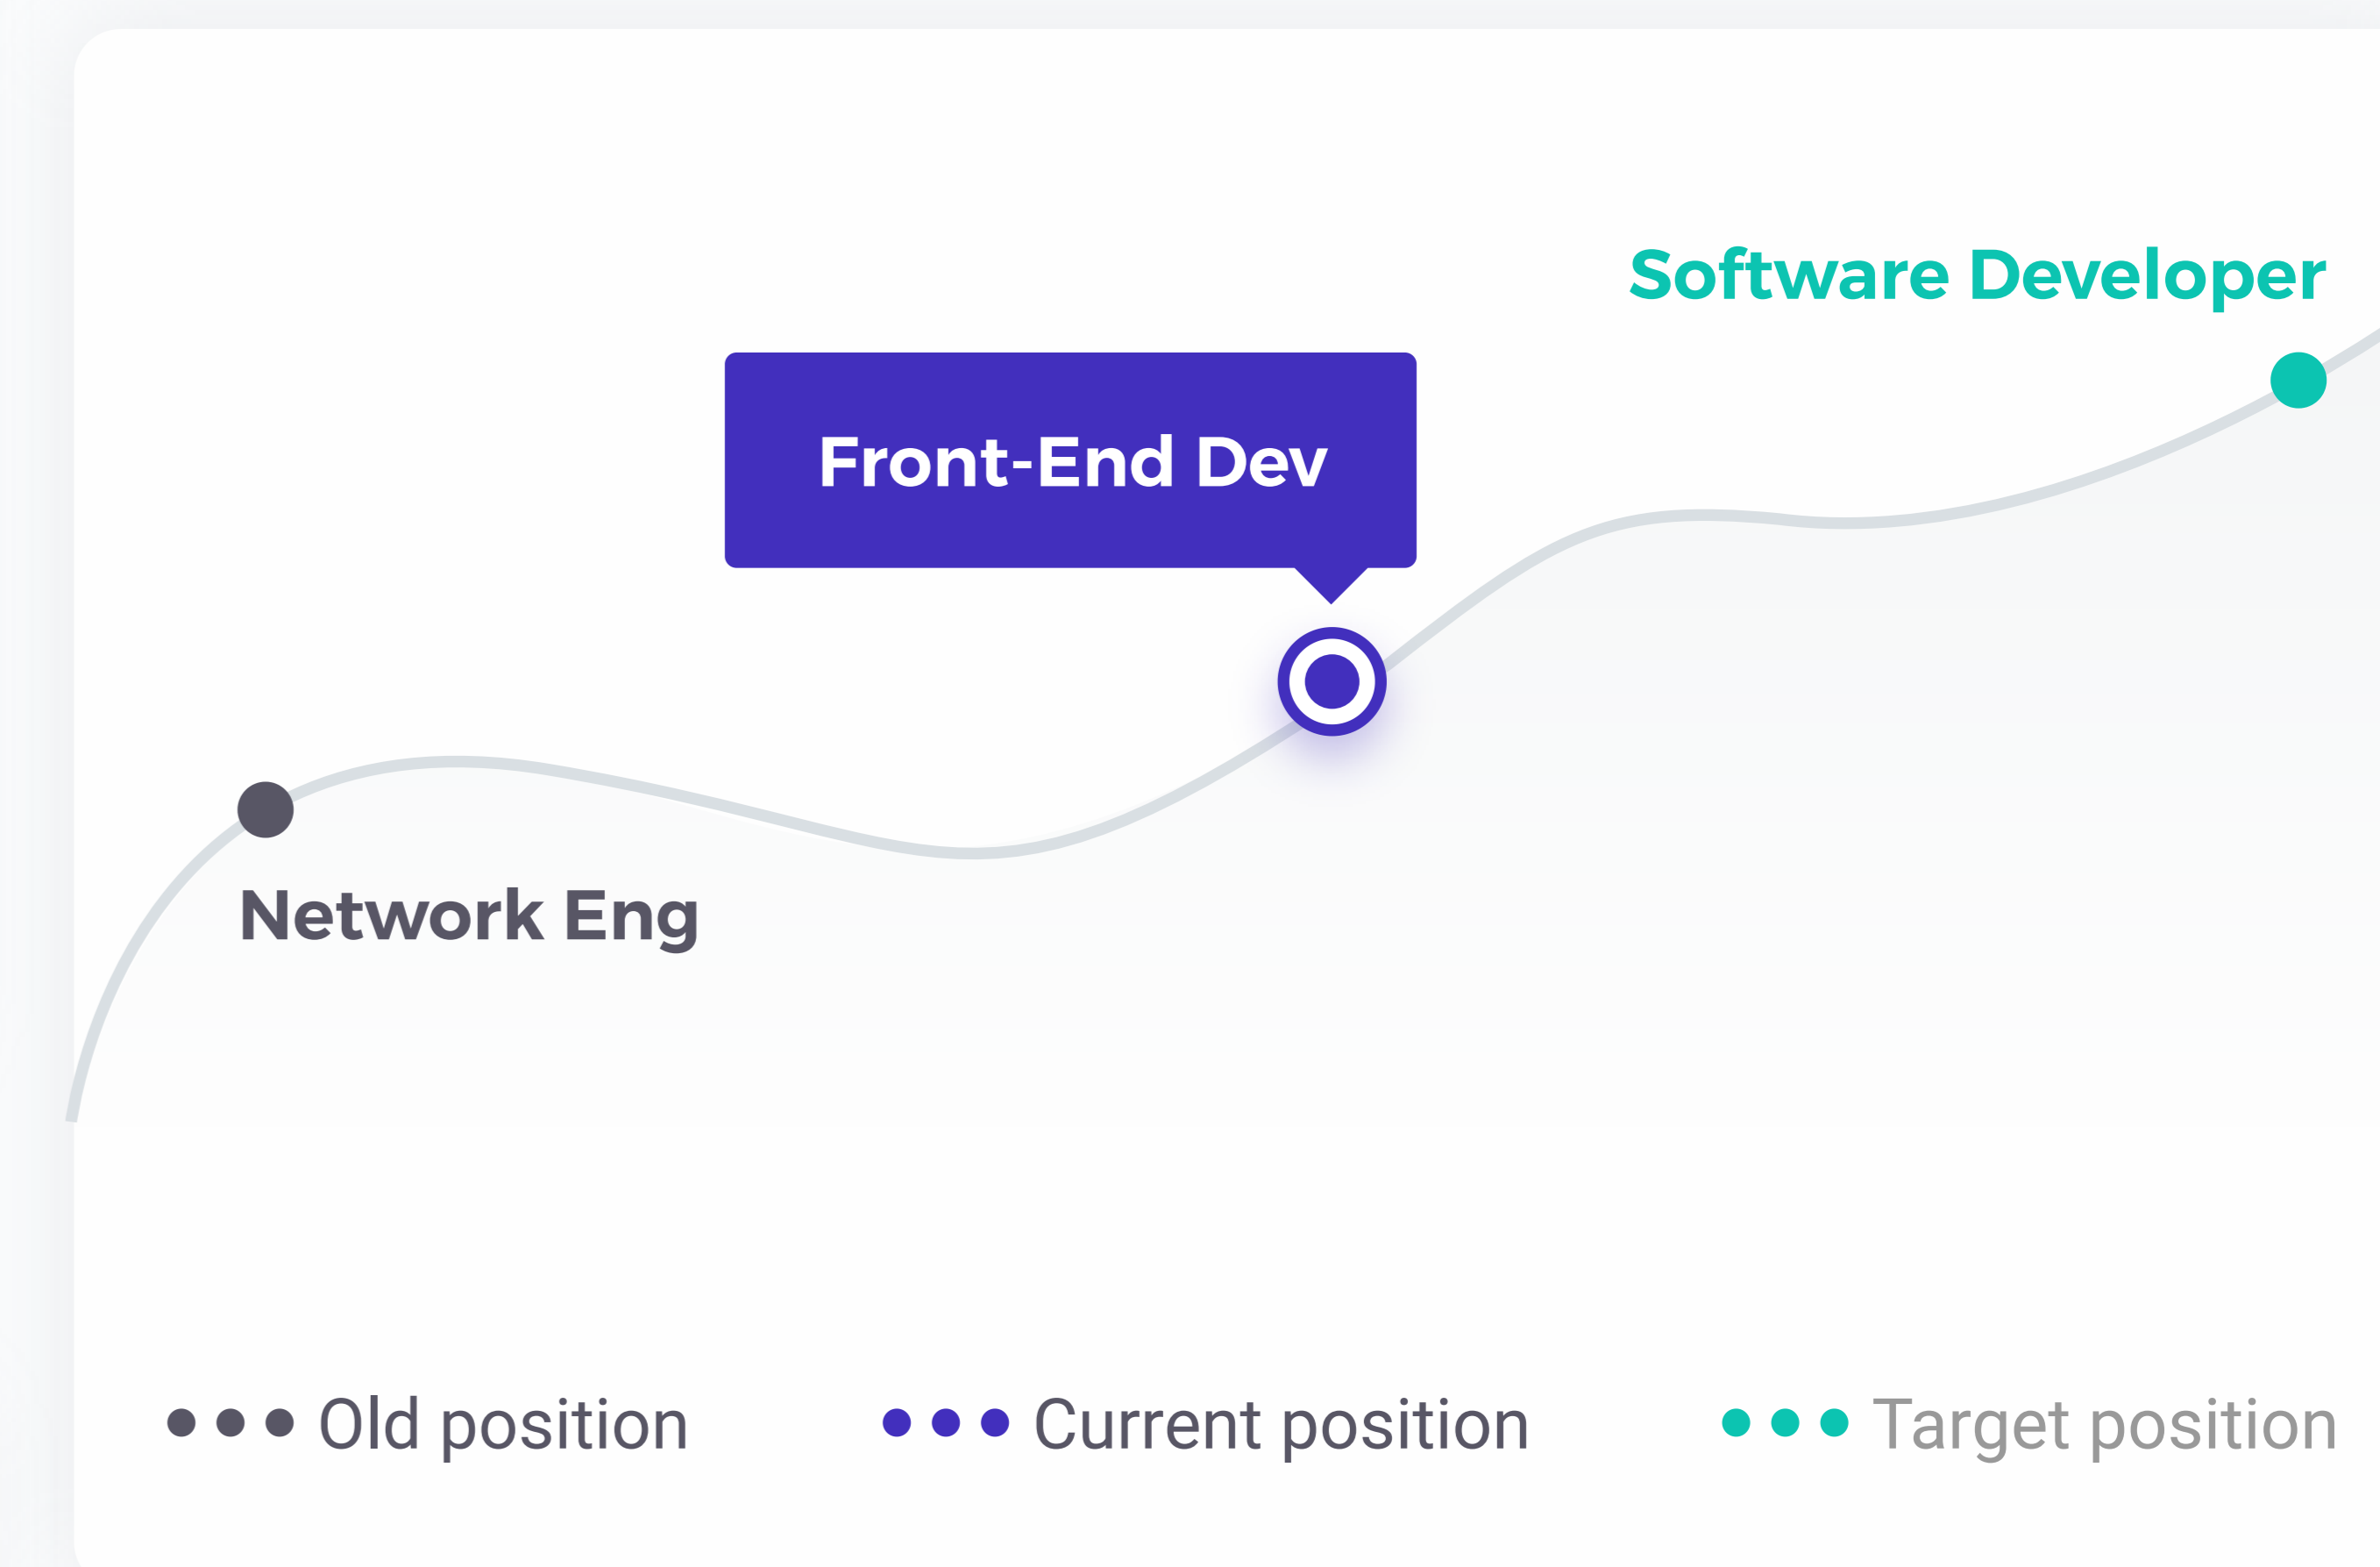 Software Developer
Front-End Dev
Network Eng
Old position
Current position
Target position